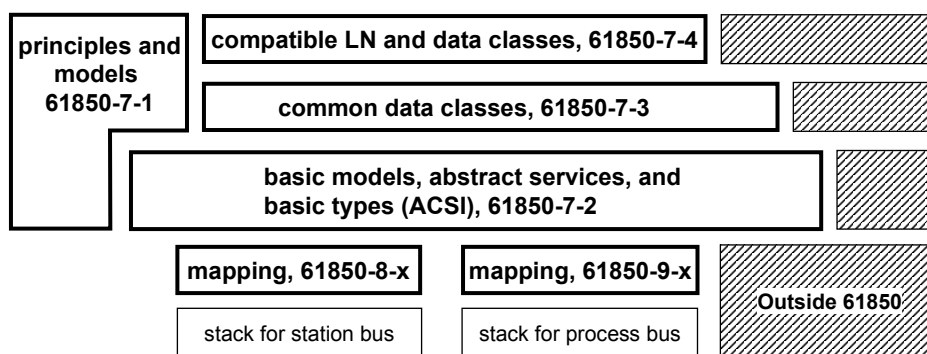 principles and
models
61850-7-1
compatible LN and data classes, 61850-7-4
common data classes, 61850-7-3
basic models, abstract services, and
basic types (ACSI), 61850-7-2
mapping, 61850-8-x
mapping, 61850-9-x
Outside 61850
stack for station bus
stack for process bus